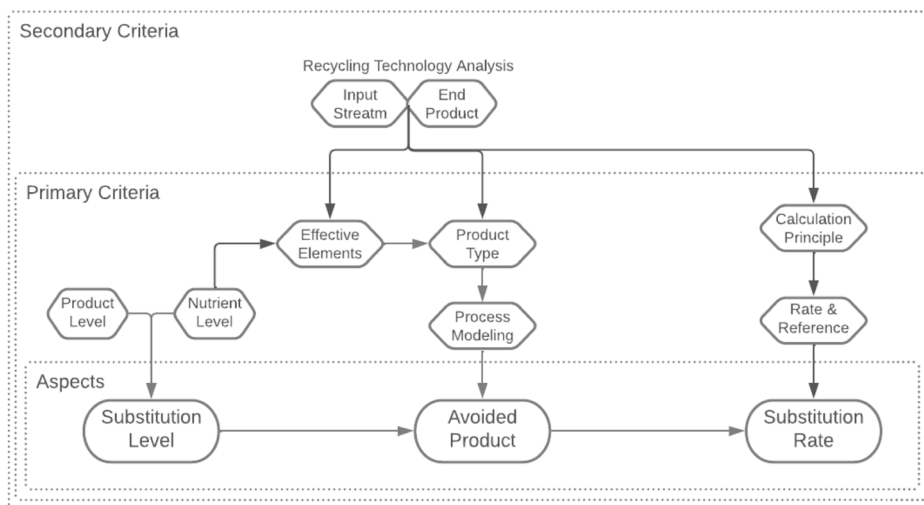 Secondary Criteria
Recycling Technology Analysis
Input
Streatm
End
Product
Primary Criteria
Effective
Elements
Product
Type
Calculation
Principle
Product
Level
Nutrient
Level
Process
Modeling
Rate &
Reference
Aspects
Substitution
Level
Avoided
Product
Substitution
Rate